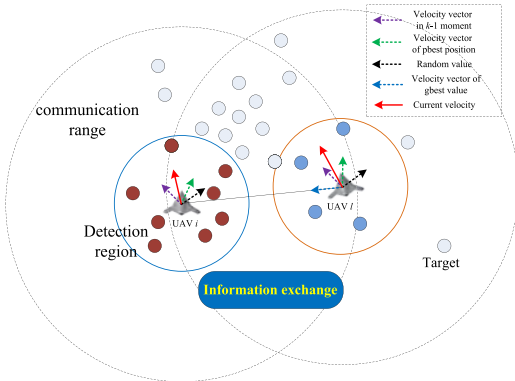 Velocity vector
in k-1 moment
Velocity vector
of pbest position
Random value
Velocity vector of
gbest value
Current velocity
communication
range
Detection
region
UAV i
UAV l
Target
Information exchange